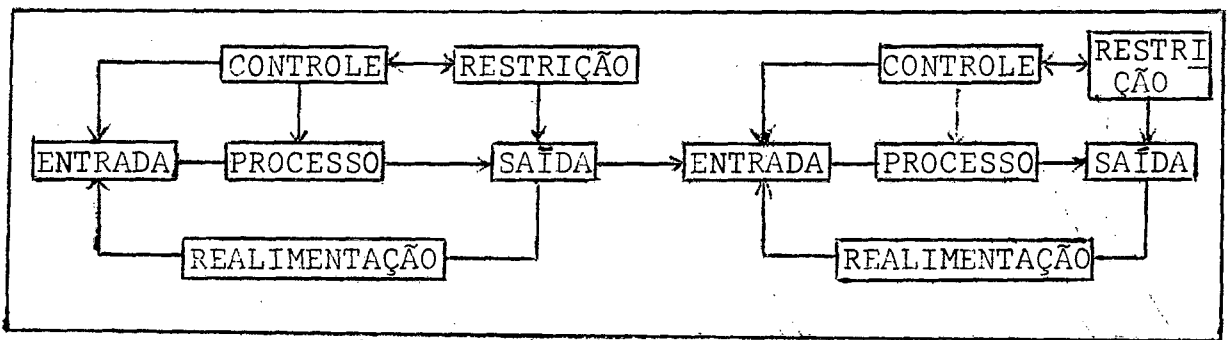 CONTROLE
RESTRIÇÃO
CONTROLE
RESTRI
ÇÃO
ENTRADA
PROCESSO
SAÍDA
ENTRADA
PROCESSO
SAÍDA
REALIMENTAÇÃO
REALIMENTAÇÃO